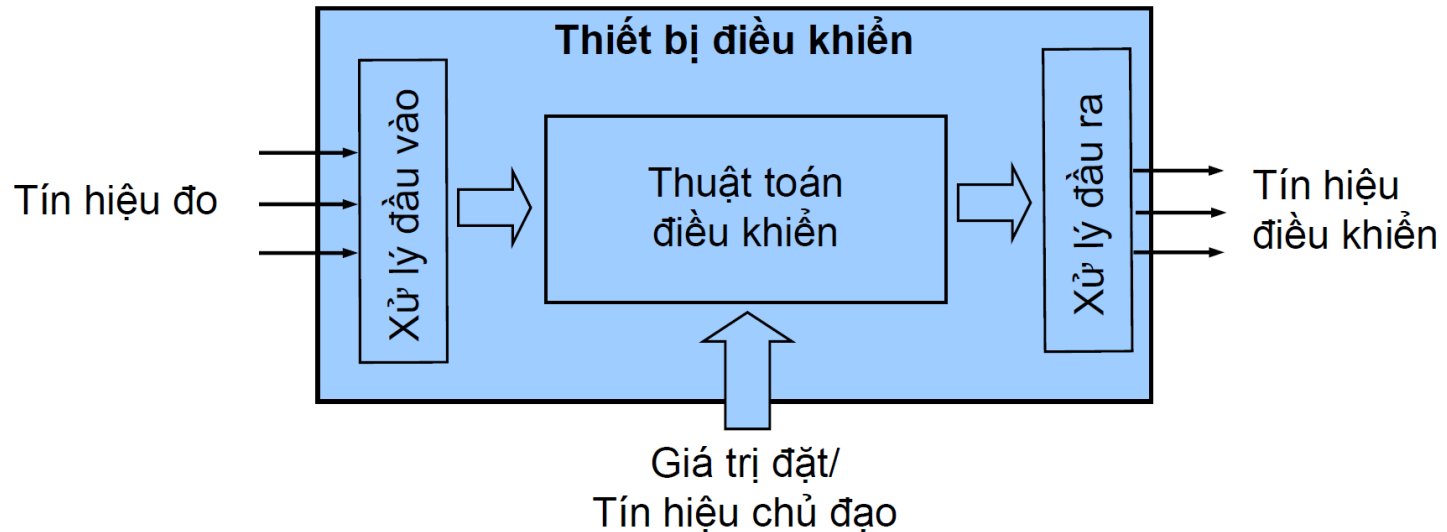 Thiết bị điều khiển
Tín hiệu đo
Xử lý đầu vào
Thuật toán
điều khiển
Xử lý đầu ra
Tín hiệu
điều khiển
Giá trị đặt/
Tín hiệu chủ đạo